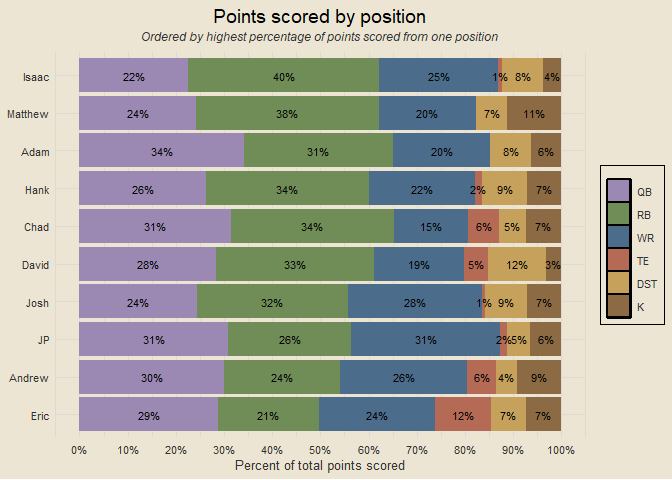 Points scored by position
Ordered by highest percentage of points scored from one position
Isaac 22% 40% 25% 1% 8% 4%
Matthew 24% 38% 20% 7% 11%
Adam 34% 31% 20% 8% 6%
Hank 26% 34% 22% 2% 9% 7%
Chad 31% 34% 15% 6% 5% 7%
David 28% 33% 19% 5% 12% 3%
Josh 24% 32% 28% 1% 9% 7%
JP 31% 26% 31% 2% 5% 6%
Andrew 30% 24% 26% 6% 4% 9%
Eric 29% 21% 24% 12% 7% 7%
0% 10% 20% 30% 40% 50% 60% 70% 80% 90% 100%
Percent of total points scored
QB
RB
WR
TE
DST
K